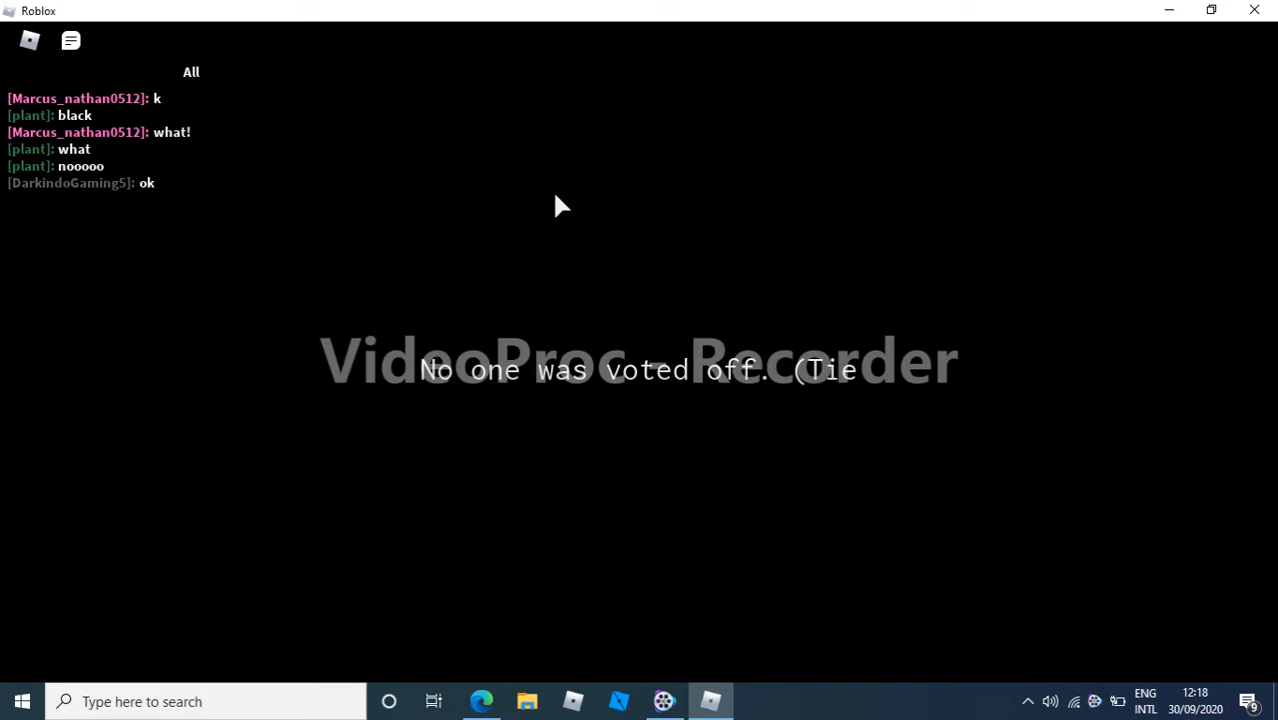 Roblox
All
[Marcus_nathan0512]: k
[plant]: black
[Marcus_nathan0512]: what!
[plant]: what
[plant]: nooooo
[DarkindoGaming5]: ok
VideoProc - Recorder
No one was voted off. (Tie
Type here to search
ENG
INTL
12:18
30/09/2020
9